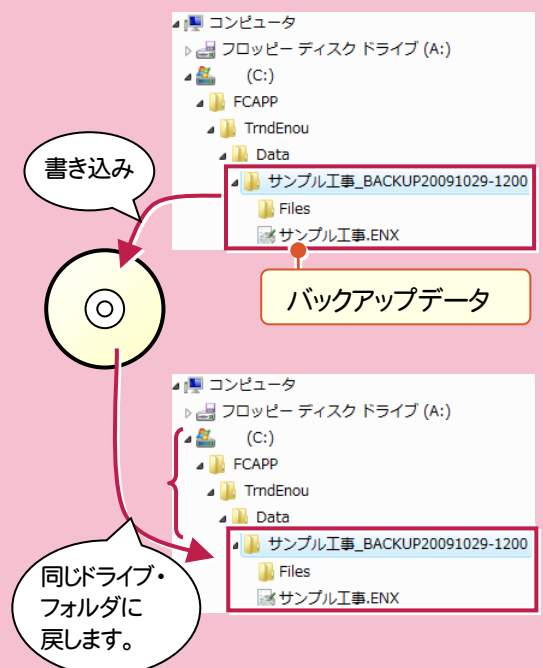 コンピュータ
フロッピー ディスク ドライブ (A:)
(C:)
FCAPP
TrndEnou
Data
サンプル工事_BACKUP20091029-1200
Files
サンプル工事.ENX
書き込み
バックアップデータ
コンピュータ
フロッピー ディスク ドライブ (A:)
(C:)
FCAPP
TrndEnou
Data
サンプル工事_BACKUP20091029-1200
Files
サンプル工事.ENX
同じドライブ・
フォルダに
戻します。